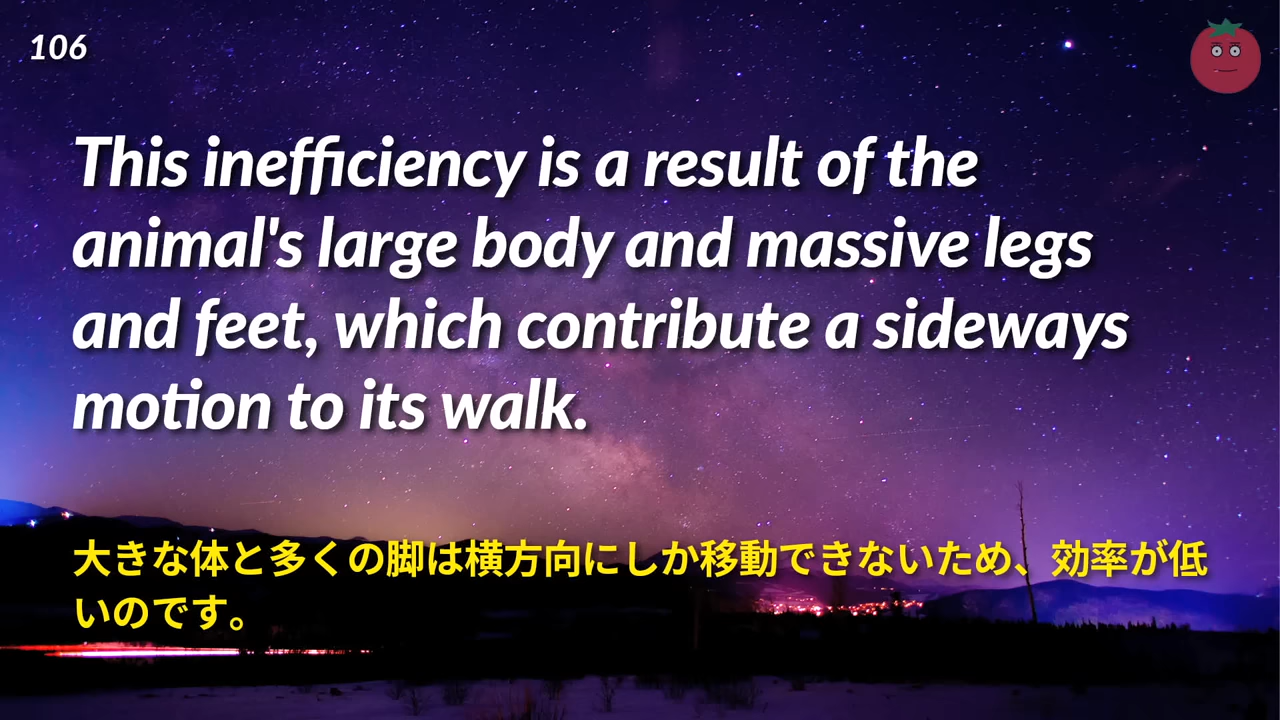 106
This inefficiency is a result of the
animal's large body and massive legs
and feet, which contribute a sideways
motion to its walk.
大きな体と多くの脚は横方向にしか移動できないため、効率が低
いのです。